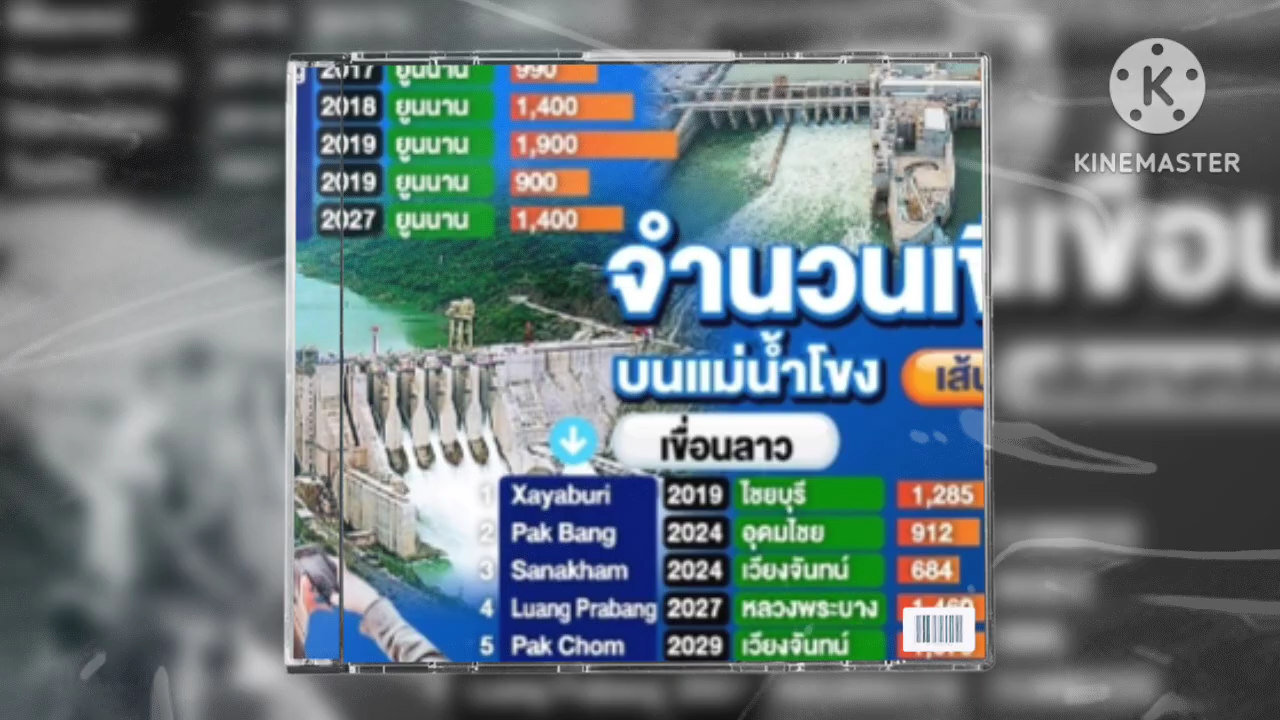 2017 ยูนนาน 990
2018 ยูนนาน 1,400
2019 ยูนนาน 1,900
2019 ยูนนาน 900
2027 ยูนนาน 1,400
K
KINEMASTER
จำนวนเ
บนแม่น้ำโขง
เขื่อนลาว
1 Xayaburi 2019 ไชยบุรี 1,285
2 Pak Bang 2024 อุดมไชย 912
3 Sanakham 2024 เวียงจันทน์ 684
4 Luang Prabang 2027 หลวงพระบาง
5 Pak Chom 2029 เวียงจันทน์